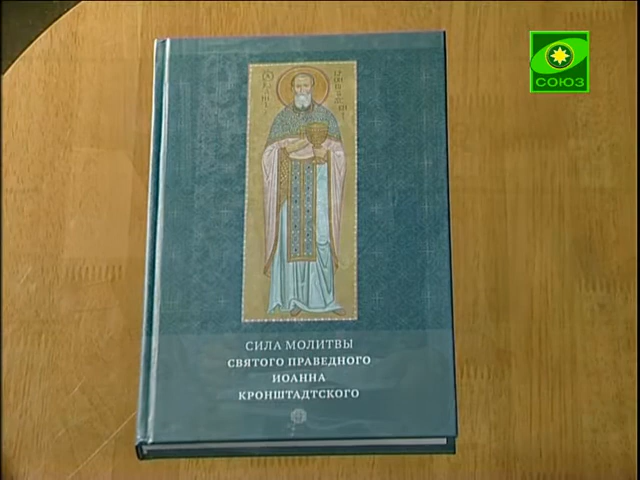 СОЮЗ
СИЛА МОЛИТВЫ
СВЯТОГО ПРАВЕДНОГО
ИОАННА
КРОНШТАДТСКОГО